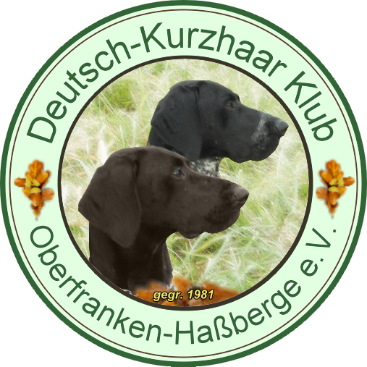 Deutsch-Kurzhaar Klub
gegr. 1981
Oberfranken-Haßberge e.V.